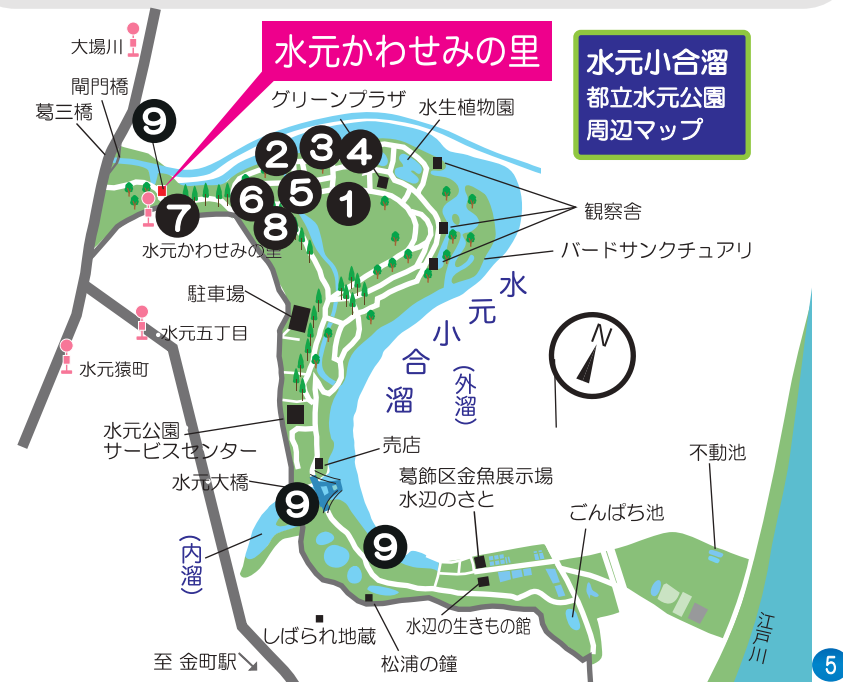 水元かわせみの里
水元小合溜
都立水元公園
周辺マップ
大場川
閘門橋
葛三橋
グリーンプラザ
水生植物園
9
2
3
4
6
5
1
7
8
観察舎
バードサンクチュアリ
水元かわせみの里
駐車場
水元五丁目
水元猿町
水元小合溜
(外溜)
N
水元公園
サービスセンター
売店
水元大橋
9
9
葛飾区金魚展示場
水辺のさと
不動池
ごんぱち池
(内溜)
しばられ地蔵
水辺の生きもの館
松浦の鐘
至 金町駅
江戸川
5